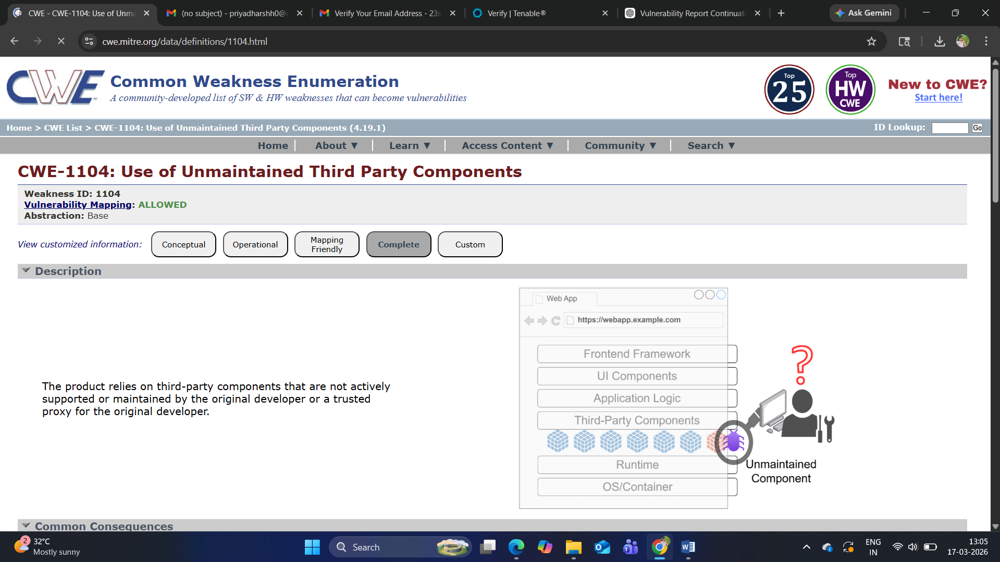 CWE - CWE-1104: Use of Unma
(no subject) - priyadharshh0@g
Verify Your Email Address - 23s
Verify | Tenable®
Vulnerability Report Continuati
Ask Gemini
cwe.mitre.org/data/definitions/1104.html
CWE
Common Weakness Enumeration
A community-developed list of SW & HW weaknesses that can become vulnerabilities
Top
25
Top
HW
CWE
New to CWE?
Start here!
Home > CWE List > CWE-1104: Use of Unmaintained Third Party Components (4.19.1)
ID Lookup:
Go
Home
About ▼
Learn ▼
Access Content ▼
Community ▼
Search ▼
CWE-1104: Use of Unmaintained Third Party Components
Weakness ID: 1104
Vulnerability Mapping: ALLOWED
Abstraction: Base
View customized information:
Conceptual
Operational
Mapping
Friendly
Complete
Custom
Description
The product relies on third-party components that are not actively
supported or maintained by the original developer or a trusted
proxy for the original developer.
Web App
https://webapp.example.com
Frontend Framework
UI Components
Application Logic
Third-Party Components
Runtime
OS/Container
?
Unmaintained
Component
Common Consequences
2
32°C
Mostly sunny
Search
ENG
IN
13:05
17-03-2026